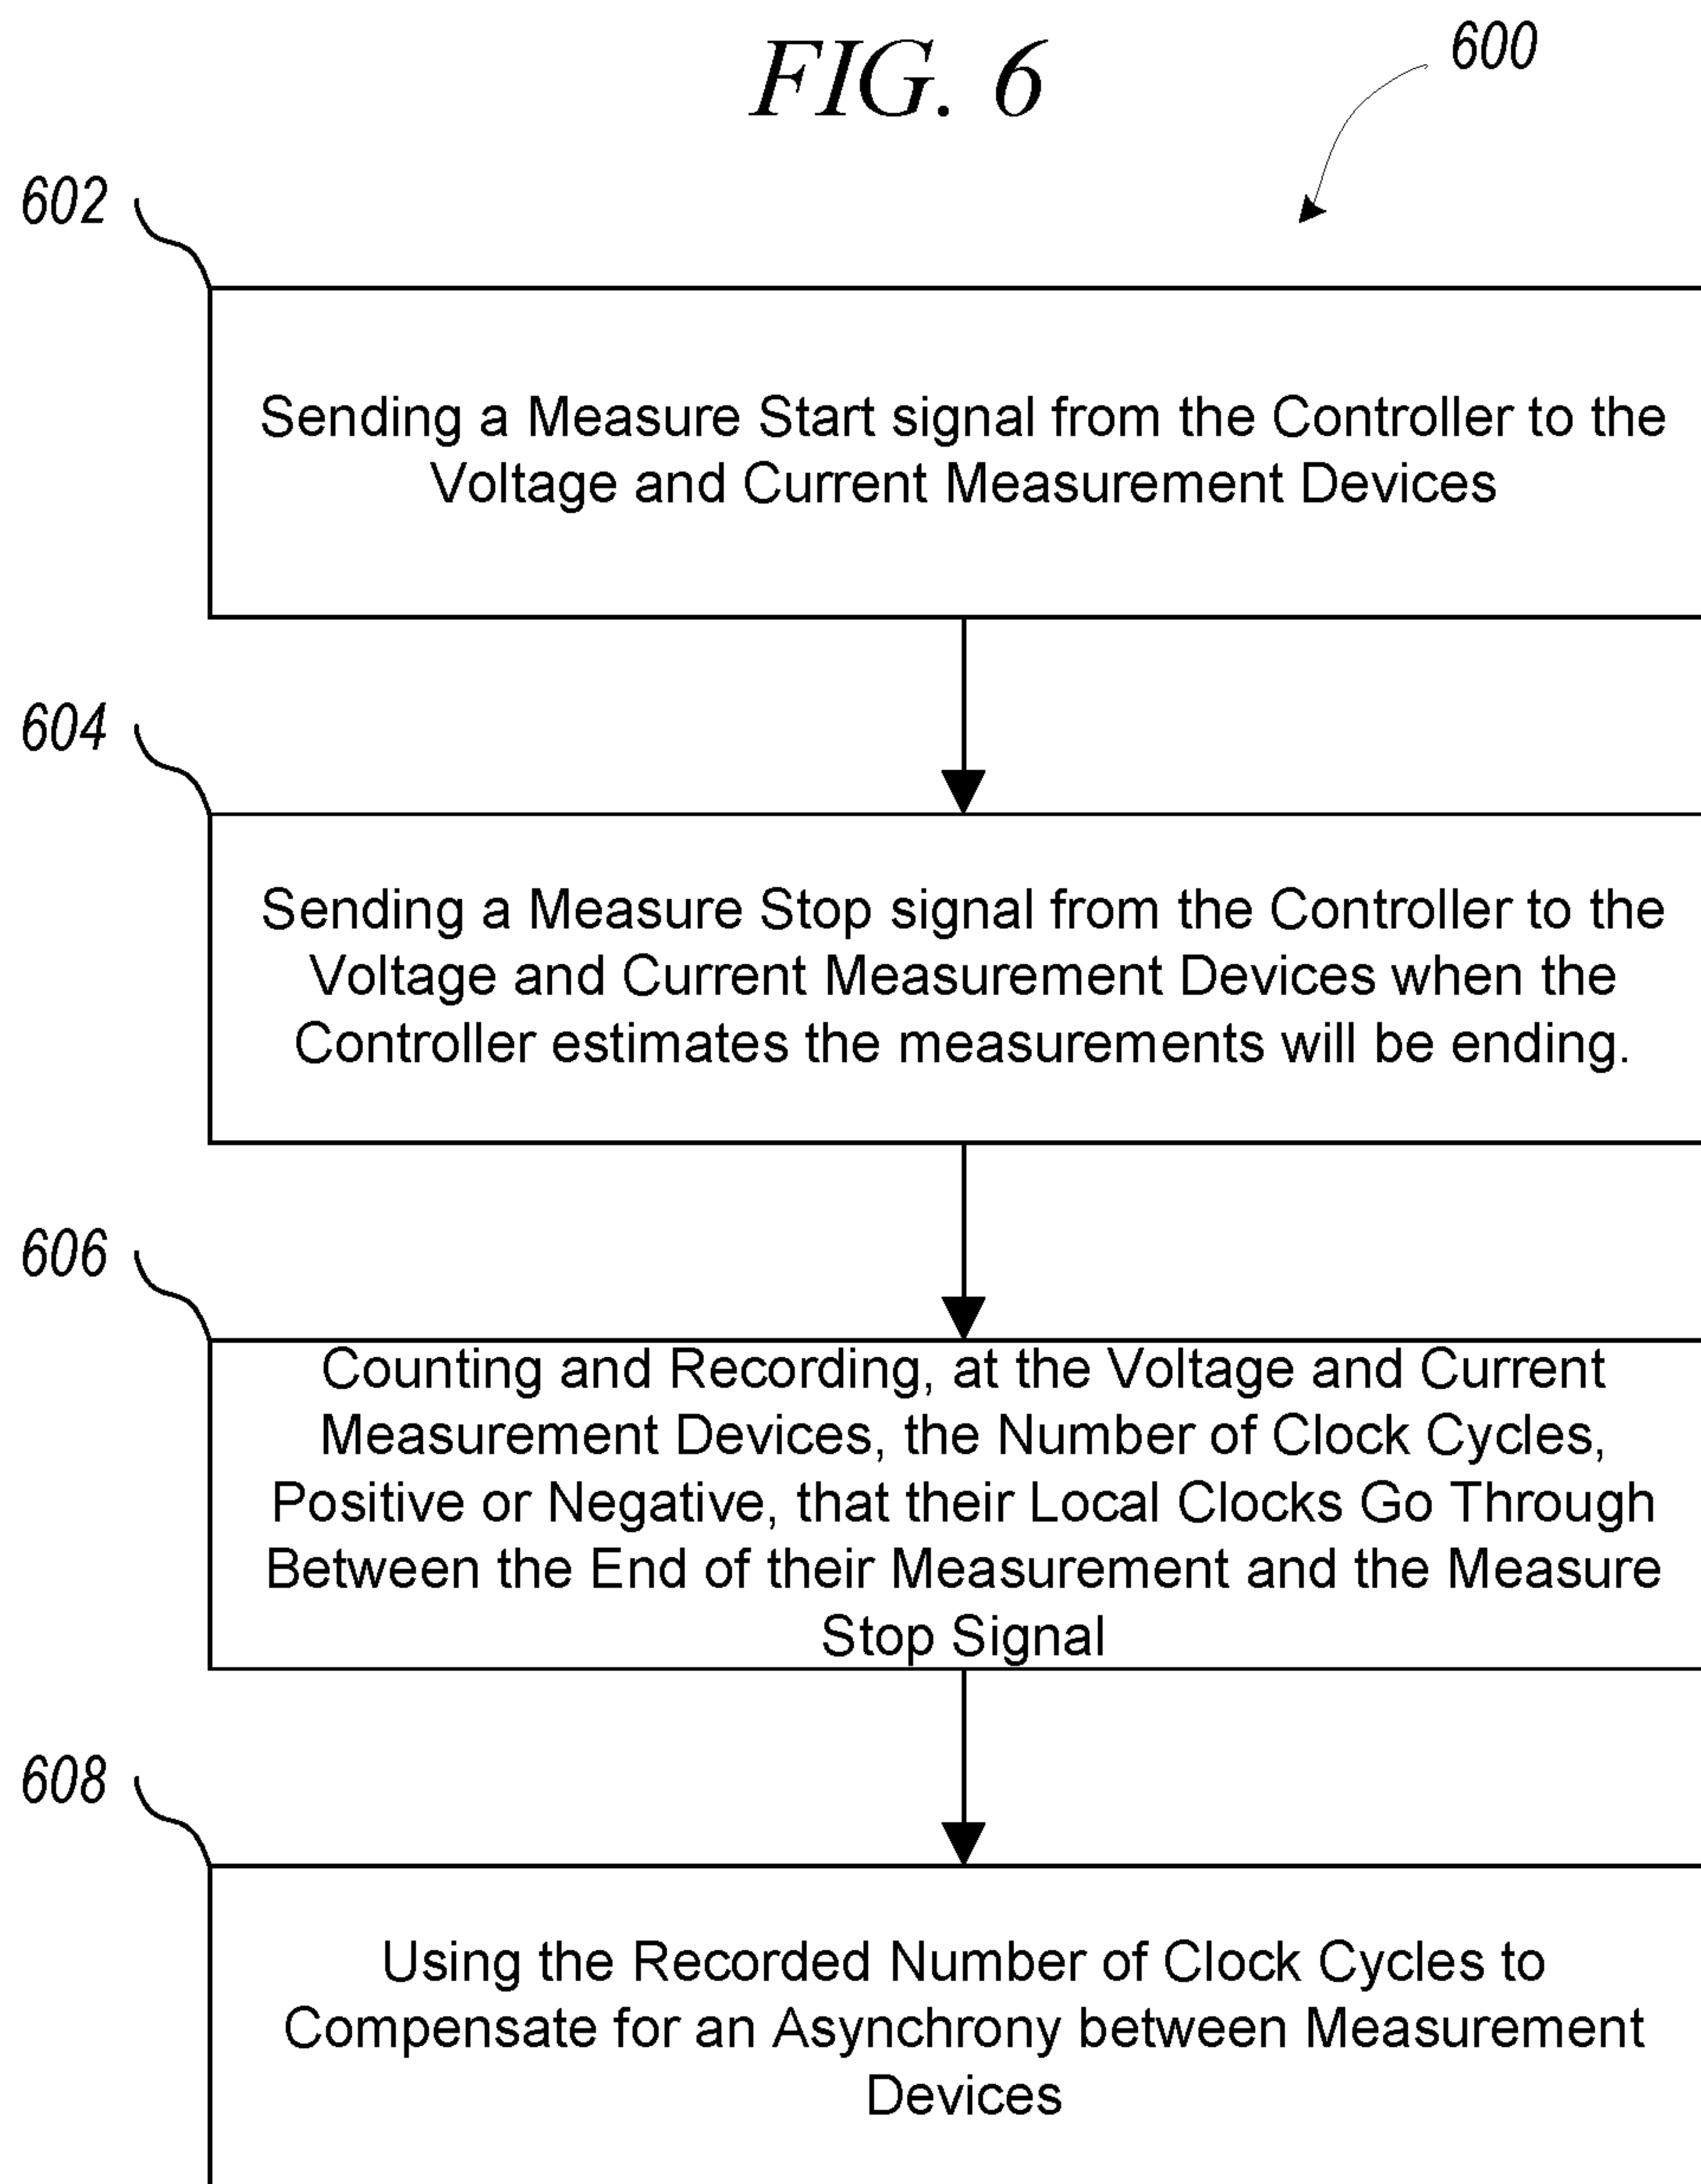 FIG. 6
600
602
Sending a Measure Start signal from the Controller to the
Voltage and Current Measurement Devices
604
Sending a Measure Stop signal from the Controller to the
Voltage and Current Measurement Devices when the
Controller estimates the measurements will be ending.
606
Counting and Recording, at the Voltage and Current
Measurement Devices, the Number of Clock Cycles,
Positive or Negative, that their Local Clocks Go Through
Between the End of their Measurement and the Measure
Stop Signal
608
Using the Recorded Number of Clock Cycles to
Compensate for an Asynchrony between Measurement
Devices